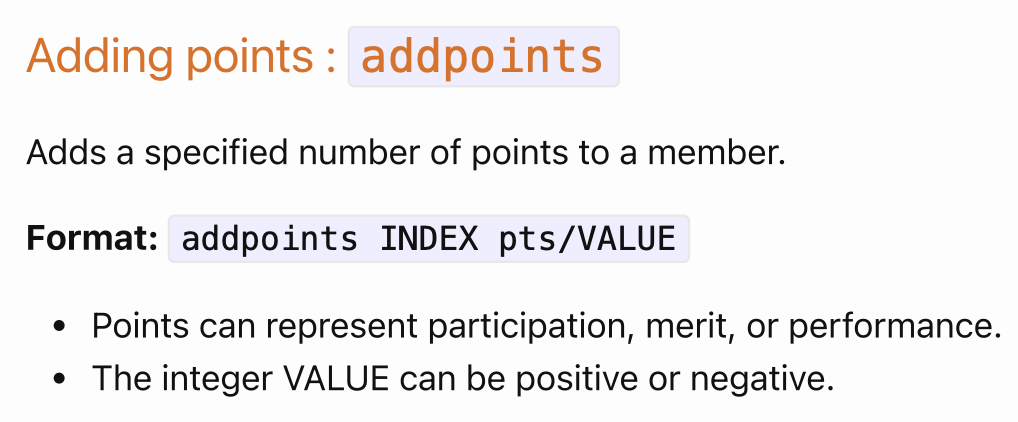 Adding points : addpoints
Adds a specified number of points to a member.
Format: addpoints INDEX pts/VALUE
• Points can represent participation, merit, or performance.
• The integer VALUE can be positive or negative.